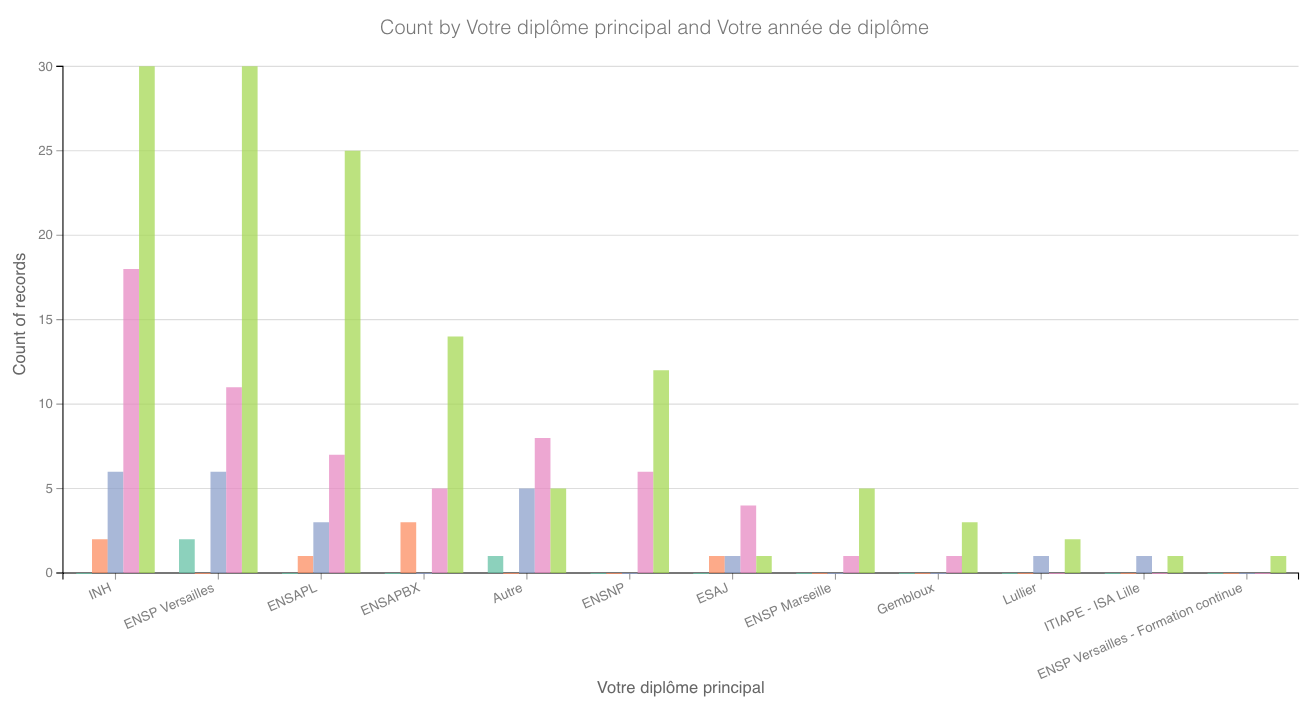 Count by Votre diplôme principal and Votre année de diplôme
30
25
20
15
10
5
0
Count of records
INH
ENSP Versailles
ENSAPL
ENSAPBX
Autre
ENSNP
ESAJ
ENSP Marseille
Gembloux
Lullier
ITIAPE - ISA Lille
ENSP Versailles - Formation continue
Votre diplôme principal